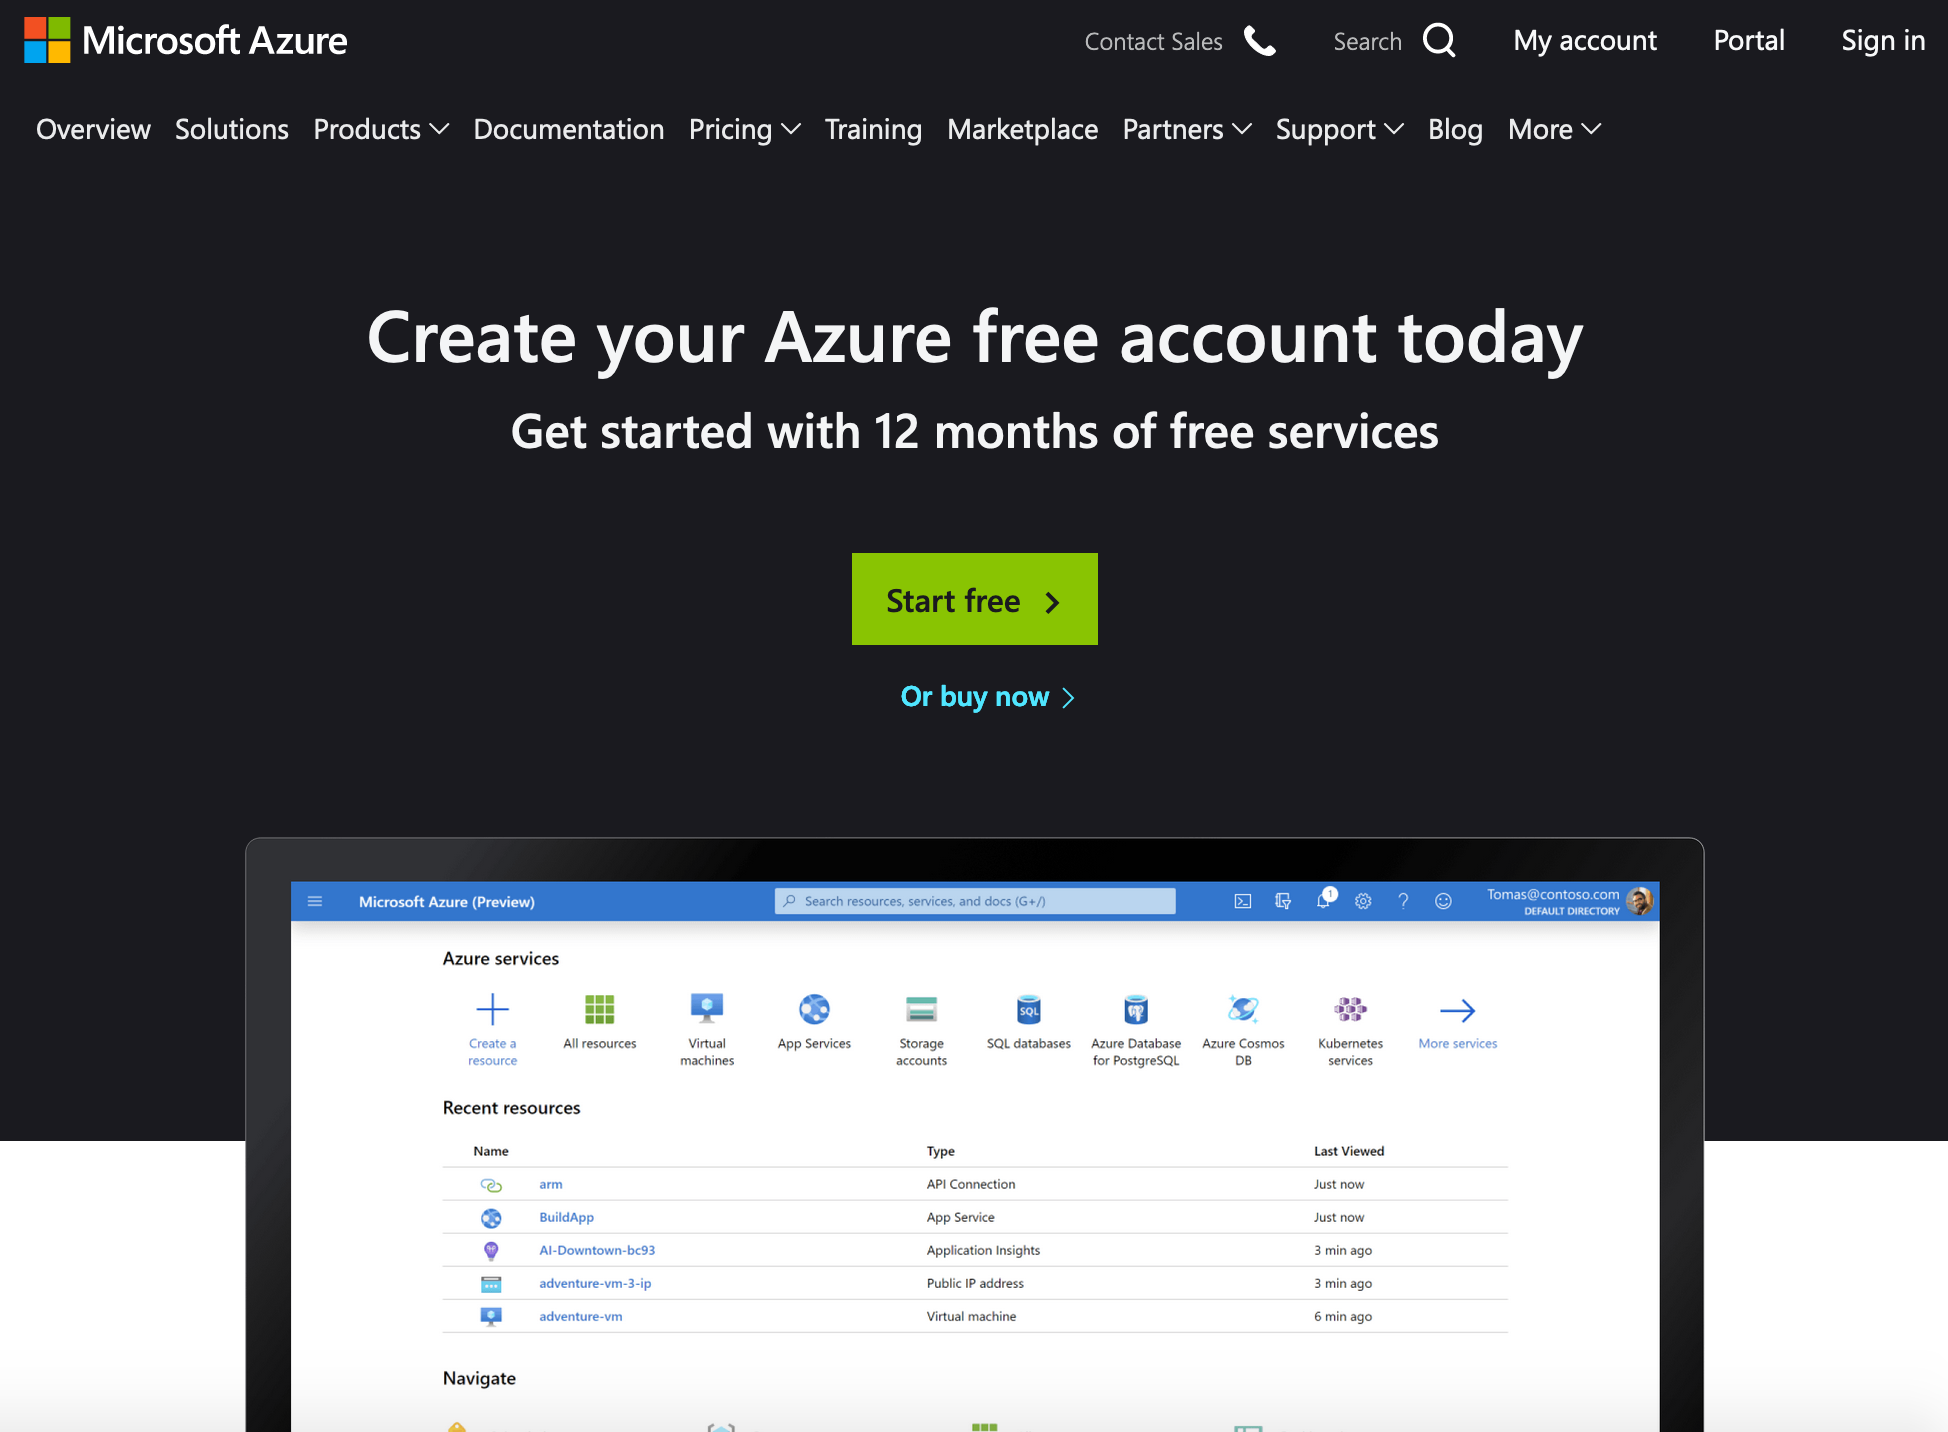 Microsoft Azure
Contact Sales Search My account Portal Sign in
Overview Solutions Products Documentation Pricing Training Marketplace Partners Support Blog More
Create your Azure free account today
Get started with 12 months of free services
Start free
Or buy now
Microsoft Azure (Preview)
Search resources, services, and docs (G+/)
1
?
Tomas@contoso.com
DEFAULT DIRECTORY
Azure services
Create a resource
All resources
Virtual machines
App Services
Storage accounts
SQL
SQL databases
Azure Database for PostgreSQL
Azure Cosmos DB
Kubernetes services
More services
Recent resources
Name Type Last Viewed
arm API Connection Just now
BuildApp App Service Just now
AI-Downtown-bc93 Application Insights 3 min ago
adventure-vm-3-ip Public IP address 3 min ago
adventure-vm Virtual machine 6 min ago
Navigate